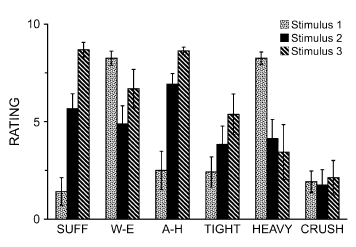 10
5
0
RATING
Stimulus 1
Stimulus 2
Stimulus 3
SUFF W-E A-H TIGHT HEAVY CRUSH